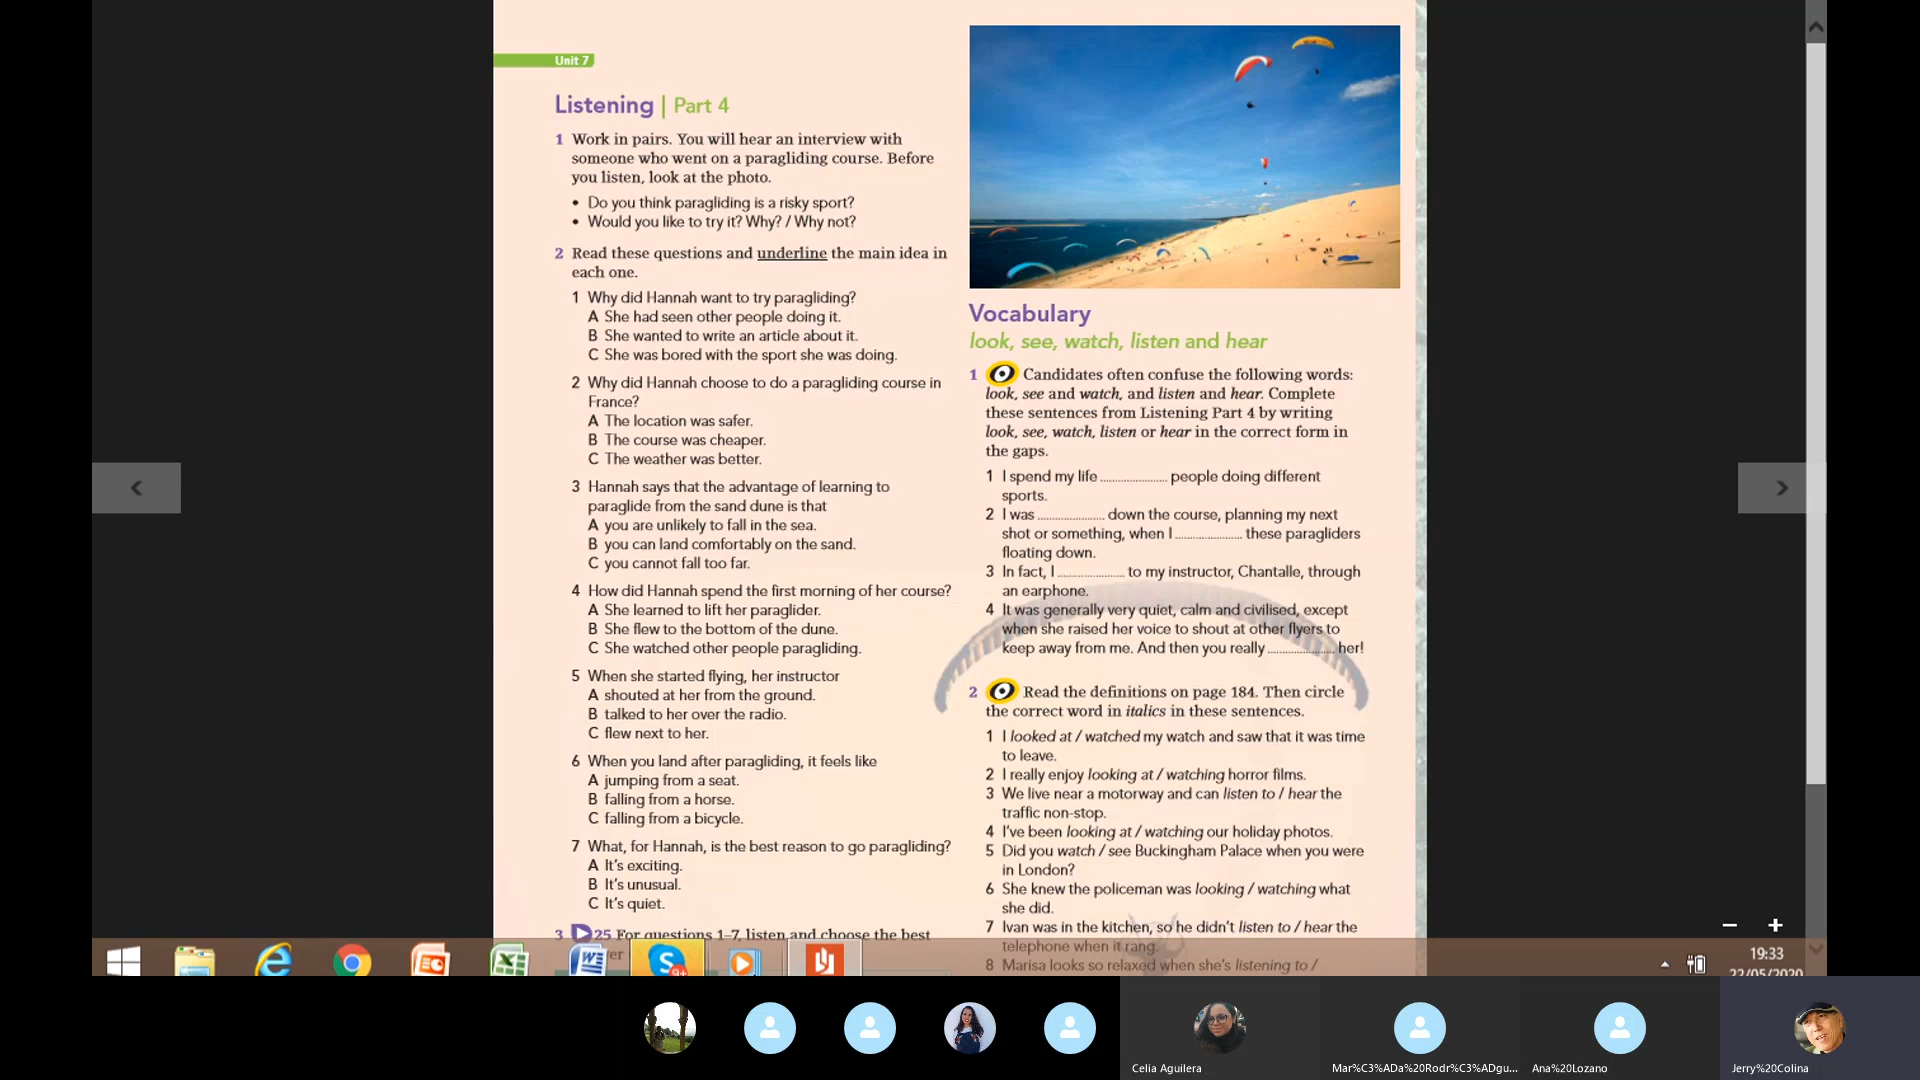 Unit 7
Listening | Part 4
1 Work in pairs. You will hear an interview with
someone who went on a paragliding course. Before
you listen, look at the photo.
• Do you think paragliding is a risky sport?
• Would you like to try it? Why? / Why not?
2 Read these questions and underline the main idea in
each one.
1 Why did Hannah want to try paragliding?
A She had seen other people doing it.
B She wanted to write an article about it.
C She was bored with the sport she was doing.
2 Why did Hannah choose to do a paragliding course in
France?
A The location was safer.
B The course was cheaper.
C The weather was better.
3 Hannah says that the advantage of learning to
paraglide from the sand dune is that
A you are unlikely to fall in the sea.
B you can land comfortably on the sand.
C you cannot fall too far.
4 How did Hannah spend the first morning of her course?
A She learned to lift her paraglider.
B She flew to the bottom of the dune.
C She watched other people paragliding.
5 When she started flying, her instructor
A shouted at her from the ground.
B talked to her over the radio.
C flew next to her.
6 When you land after paragliding, it feels like
A jumping from a seat.
B falling from a horse.
C falling from a bicycle.
7 What, for Hannah, is the best reason to go paragliding?
A It's exciting.
B It's unusual.
C It's quiet.
3 25 For questions 1–7, listen and choose the best
Vocabulary
look, see, watch, listen and hear
1 Candidates often confuse the following words:
look, see and watch, and listen and hear. Complete
these sentences from Listening Part 4 by writing
look, see, watch, listen or hear in the correct form in
the gaps.
1 I spend my life ...................... people doing different
sports.
2 I was ...................... down the course, planning my next
shot or something, when I ...................... these paragliders
floating down.
3 In fact, I ...................... to my instructor, Chantalle, through
an earphone.
4 It was generally very quiet, calm and civilised, except
when she raised her voice to shout at other flyers to
keep away from me. And then you really ...................... her!
2 Read the definitions on page 184. Then circle
the correct word in italics in these sentences.
1 I looked at / watched my watch and saw that it was time
to leave.
2 I really enjoy looking at / watching horror films.
3 We live near a motorway and can listen to / hear the
traffic non-stop.
4 I've been looking at / watching our holiday photos.
5 Did you watch / see Buckingham Palace when you were
in London?
6 She knew the policeman was looking / watching what
she did.
7 Ivan was in the kitchen, so he didn't listen to / hear the
telephone when it rang.
8 Marisa looks so relaxed when she's listening to /
19:33
22/05/2020
Celia Aguilera
Mar%C3%ADa%20Rodr%C3%ADgu...
Ana%20Lozano
Jerry%20Colina